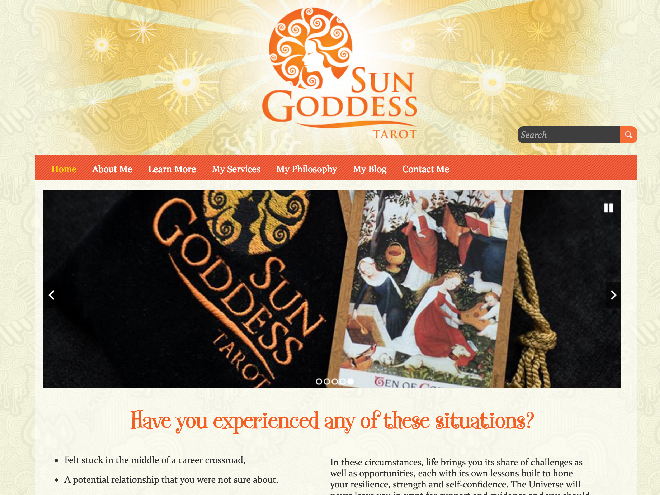 SUN
GODDESS
TAROT
Search
Home About Me Learn More My Services My Philosophy My Blog Contact Me
SUN
GODDESS
TAROT
TEN OF
Have you experienced any of these situations?
Felt stuck in the middle of a career crossroad,
A potential relationship that you were not sure about,
In these circumstances, life brings you its share of challenges as
well as opportunities, each with its own lessons built to hone
your resilience, strength and self-confidence. The Universe will